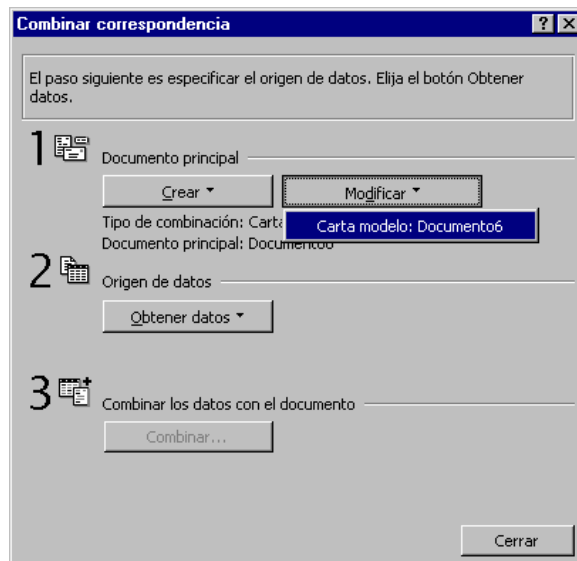 Combinar correspondencia
El paso siguiente es especificar el origen de datos. Elija el botón Obtener
datos.
1
Documento principal
Crear Modificar
Tipo de combinación: Carta
Carta modelo: Documento6
Documento principal: Documento6
2
Origen de datos
Obtener datos
3
Combinar los datos con el documento
Combinar...
Cerrar